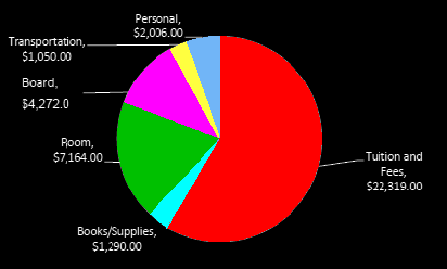 Personal,
$2,006.00
Transportation,
$1,050.00
Board,
$4,272.0
Room,
$7,164.00
Tuition and
Fees,
$22,319.00
Books/Supplies,
$1,290.00